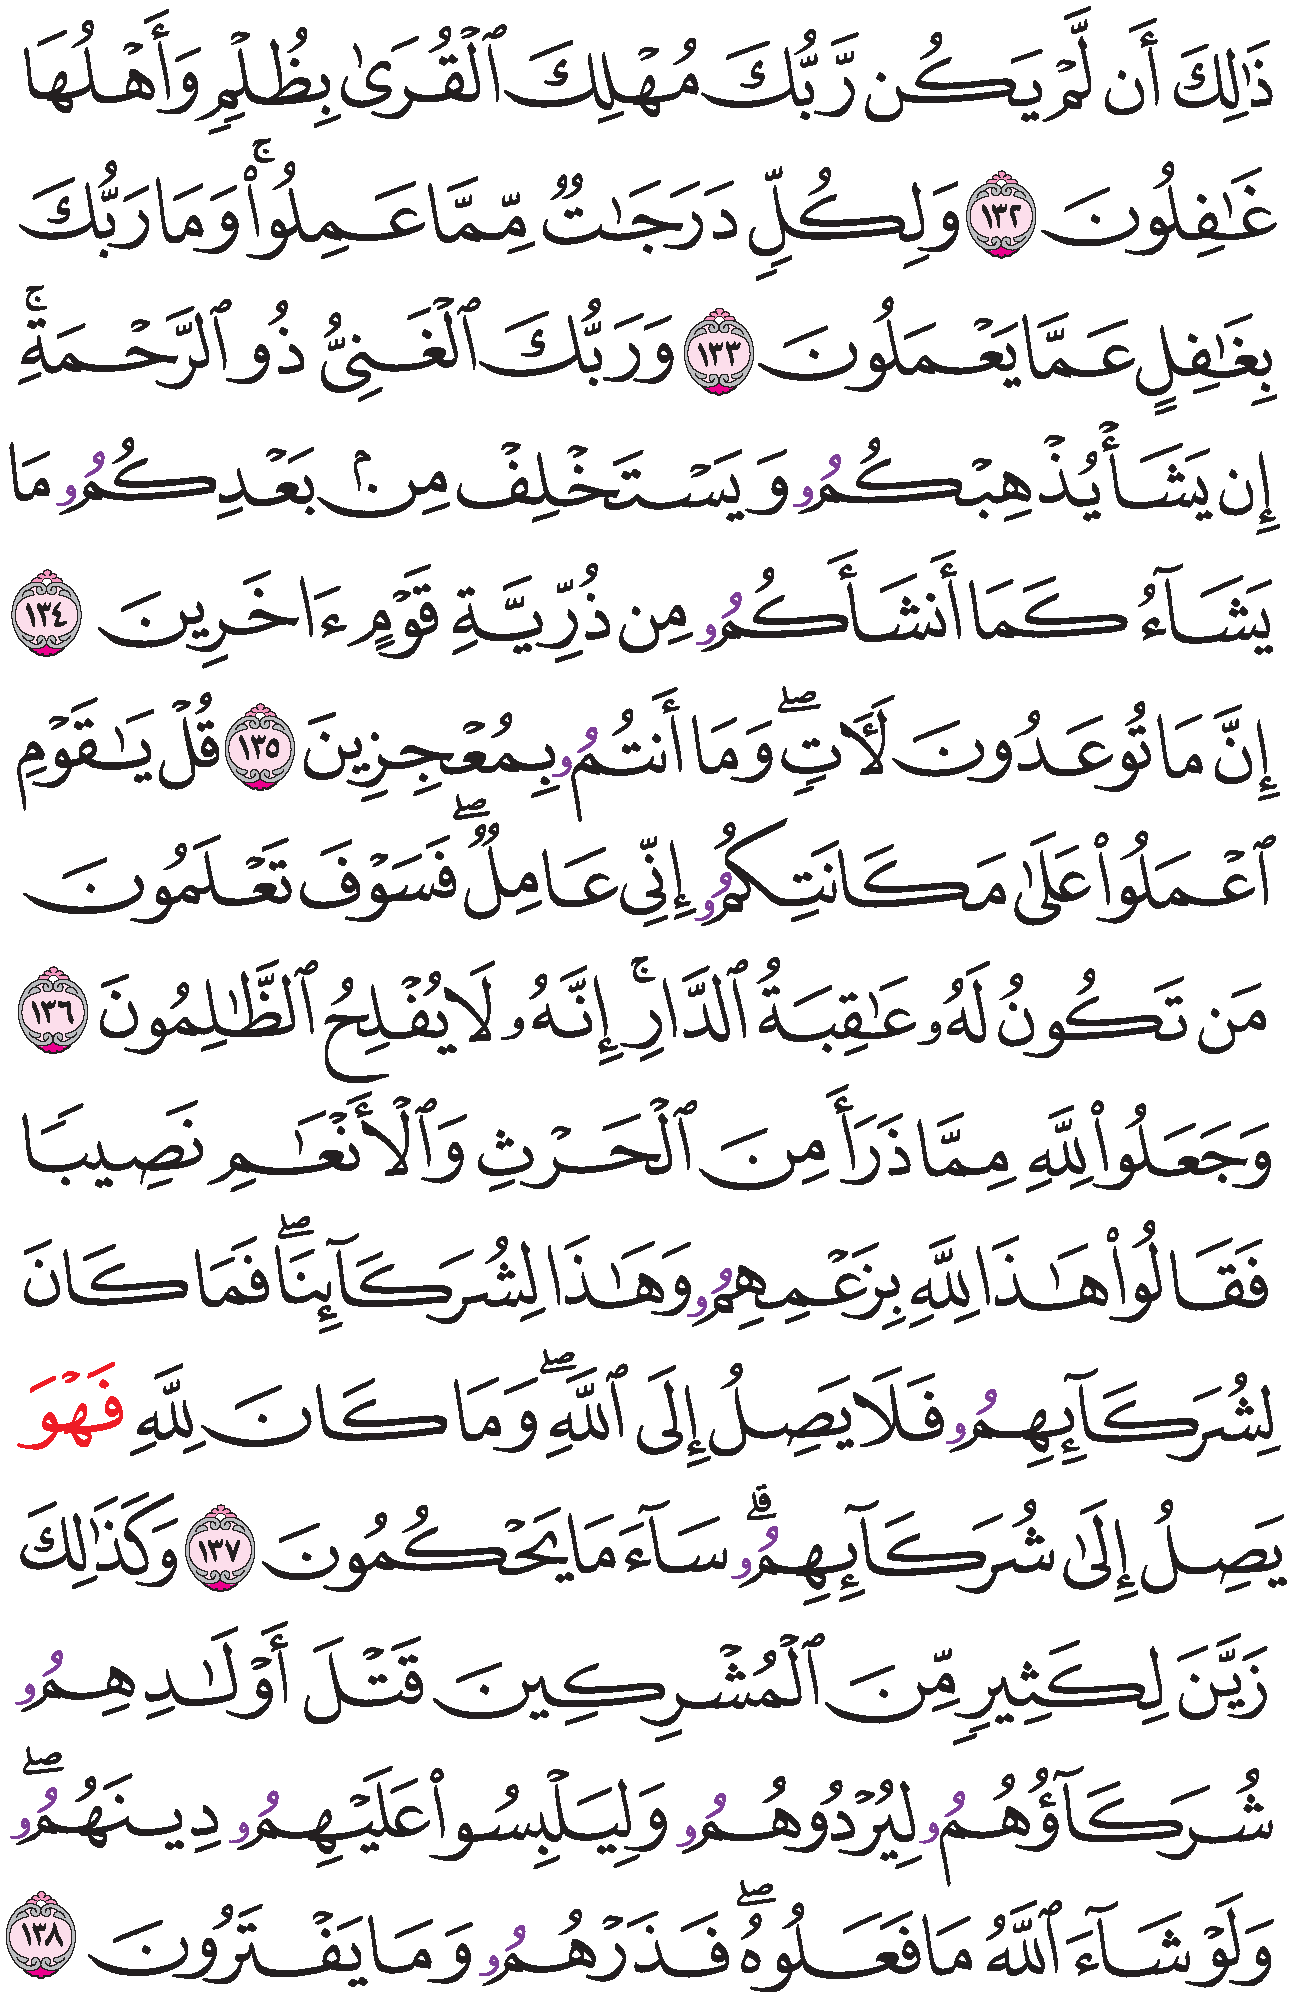 ذَٰلِكَ أَن لَّمۡ يَكُن رَّبُّكَ مُهۡلِكَ ٱلۡقُرَىٰ بِظُلۡمٖ وَأَهۡلُهَا
غَٰفِلُونَ ١٣٢ وَلِكُلّٖ دَرَجَٰتٞ مِّمَّا عَمِلُواْۚ وَمَا رَبُّكَ
بِغَٰفِلٍ عَمَّا يَعۡمَلُونَ ١٣٣ وَرَبُّكَ ٱلۡغَنِيُّ ذُو ٱلرَّحۡمَةِۚ
إِن يَشَأۡ يُذۡهِبۡكُمُۥ وَيَسۡتَخۡلِفۡ مِنۢ بَعۡدِكُمُۥ مَا
يَشَآءُ كَمَا أَنشَأَكُمُۥ مِن ذُرِّيَّةِ قَوۡمٍ ءَاخَرِينَ ١٣٤
إِنَّ مَا تُوعَدُونَ لَأٓتٖۖ وَمَا أَنتُمُۥ بِمُعۡجِزِينَ ١٣٥ قُلۡ يَٰقَوۡمِ
ٱعۡمَلُواْ عَلَىٰ مَكَانَتِكُمُۥ إِنِّي عَامِلٞۖ فَسَوۡفَ تَعۡلَمُونَ
مَن تَكُونُ لَهُۥ عَٰقِبَةُ ٱلدَّارِۚ إِنَّهُۥ لَا يُفۡلِحُ ٱلظَّٰلِمُونَ ١٣٦
وَجَعَلُواْ لِلَّهِ مِمَّا ذَرَأَ مِنَ ٱلۡحَرۡثِ وَٱلۡأَنۡعَٰمِ نَصِيبٗا
فَقَالُواْ هَٰذَا لِلَّهِ بِزَعۡمِهِمُۥ وَهَٰذَا لِشُرَكَآئِنَاۖ فَمَا كَانَ
لِشُرَكَآئِهِمُۥ فَلَا يَصِلُ إِلَى ٱللَّهِۖ وَمَا كَانَ لِلَّهِ فَهۡوَ
يَصِلُ إِلَىٰ شُرَكَآئِهِمُۥۗ سَآءَ مَا يَحۡكُمُونَ ١٣٧ وَكَذَٰلِكَ
زَيَّنَ لِكَثِيرٖ مِّنَ ٱلۡمُشۡرِكِينَ قَتۡلَ أَوۡلَٰدِهِمُۥ
شُرَكَآؤُهُمُۥ لِيُرۡدُوهُمُۥ وَلِيَلۡبِسُواْ عَلَيۡهِمُۥ دِينَهُمُۥۖ
وَلَوۡ شَآءَ ٱللَّهُ مَا فَعَلُوهُۖ فَذَرۡهُمُۥ وَمَا يَفۡتَرُونَ ١٣٨